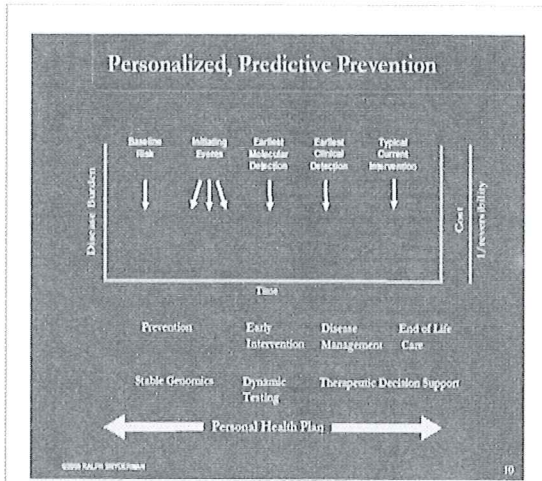 Personalized, Predictive Prevention
Baseline Risk
Initiating Events
Earliest Molecular Detection
Earliest Clinical Detection
Typical Current Intervention
Disease Burden
Cost
1/reversibility
Time
Prevention
Early Intervention
Disease Management
End of Life Care
Stable Genomics
Dynamic Testing
Therapeutic Decision Support
Personal Health Plan
RALPH SNYDERMAN
10